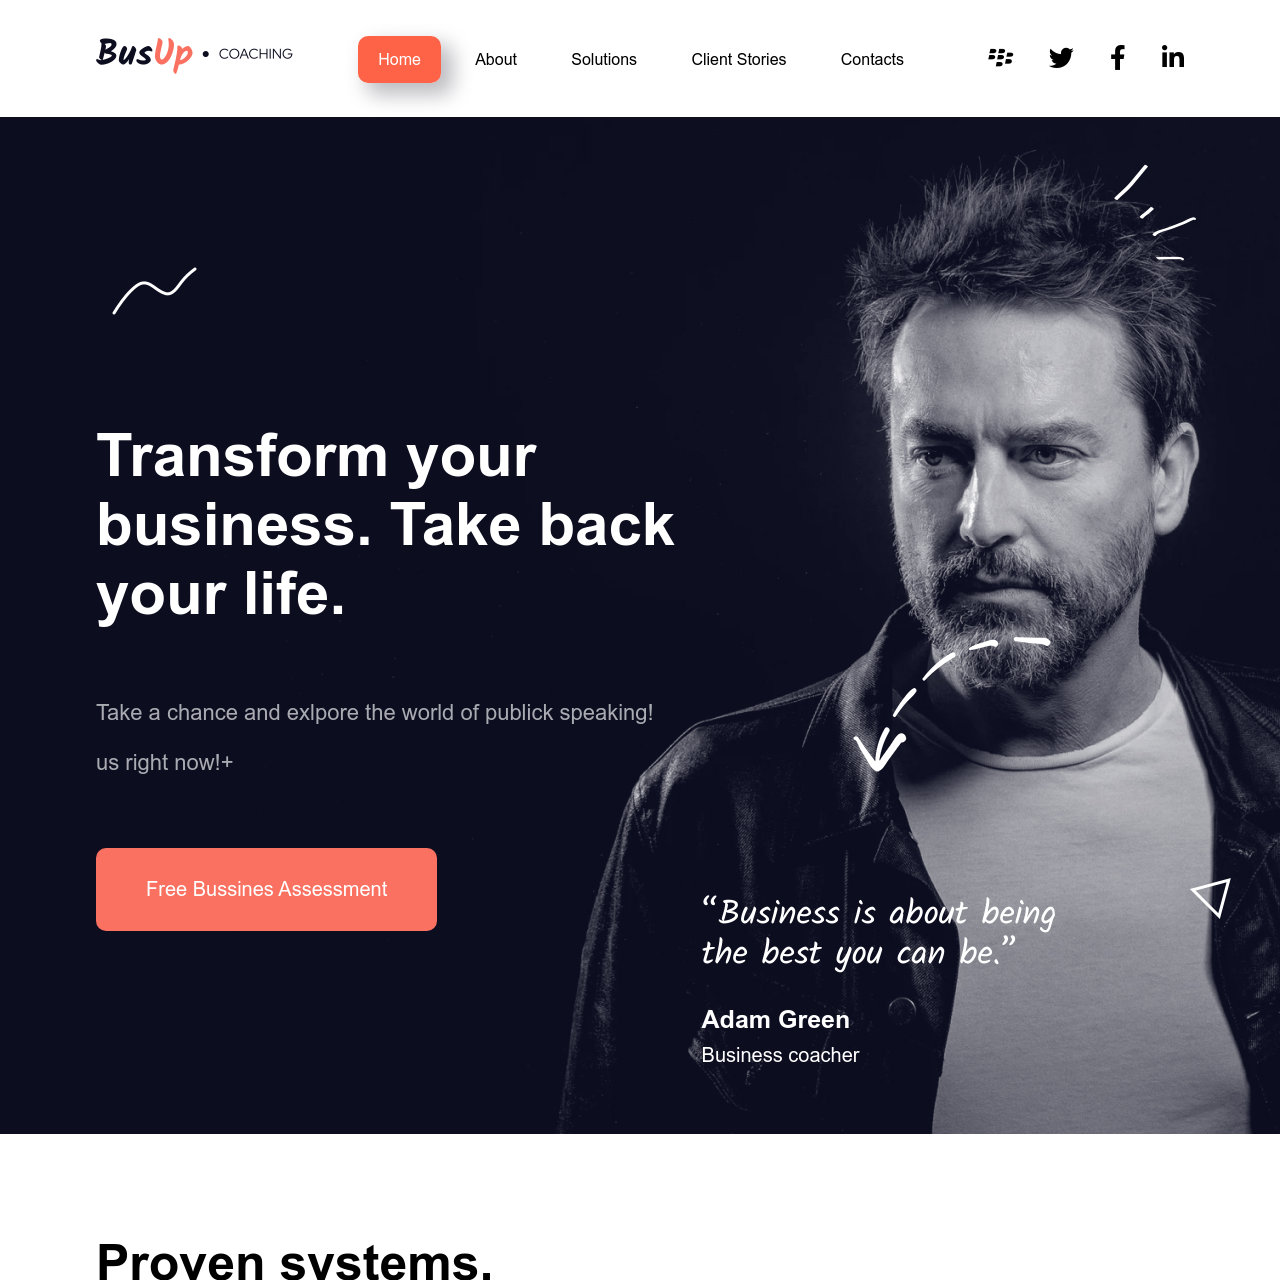 BusUp • COACHING
Home
About
Solutions
Client Stories
Contacts
Transform your
business. Take back
your life.
Take a chance and exlpore the world of publick speaking!
us right now!+
Free Bussines Assessment
“Business is about being
the best you can be.”
Adam Green
Business coacher
Proven systems.